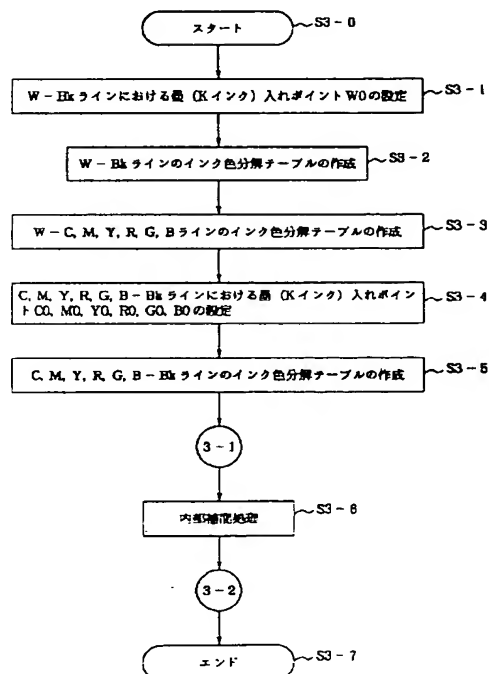 スタート
S3-0
W-Bkラインにおける墨(Kインク)入れポイントW0の設定
S3-1
W-Bkラインのインク色分解テーブルの作成
S3-2
W-C, M, Y, R, G, Bラインのインク色分解テーブルの作成
S3-3
C, M, Y, R, G, B-Bkラインにおける墨(Kインク)入れポイン
トC0, M0, Y0, R0, G0, B0の設定
S3-4
C, M, Y, R, G, B-Bkラインのインク色分解テーブルの作成
S3-5
3-1
内部補間処理
S3-6
3-2
エンド
S3-7